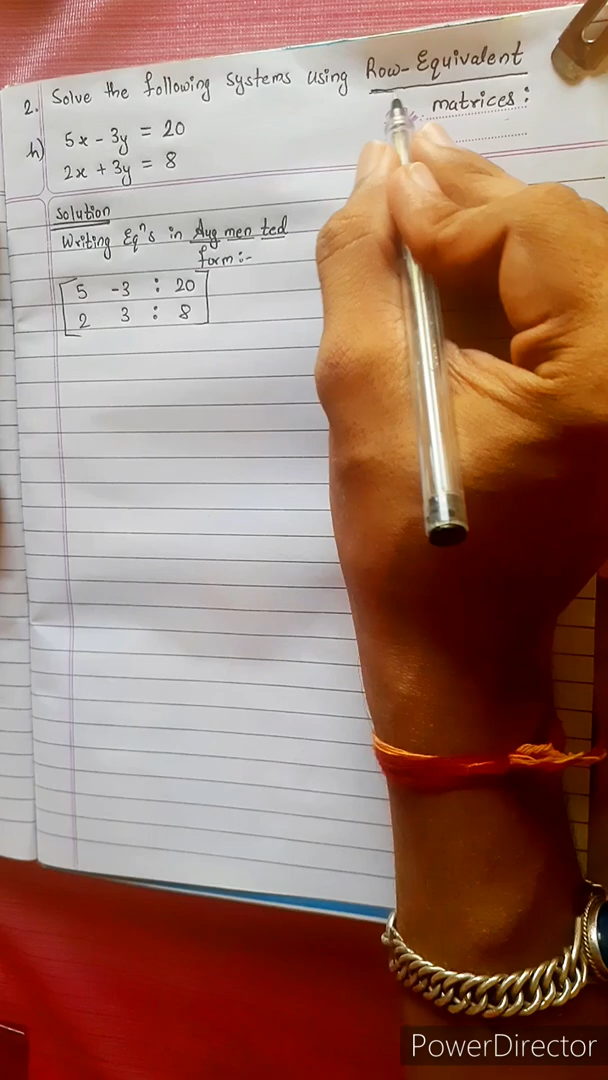 2. Solve the following systems using Row-Equivalent
matrices:
h) 5x - 3y = 20
2x + 3y = 8
Solution
Writing Eqⁿs in Augmented
form:-
5 -3 : 20
2 3 : 8
PowerDirector